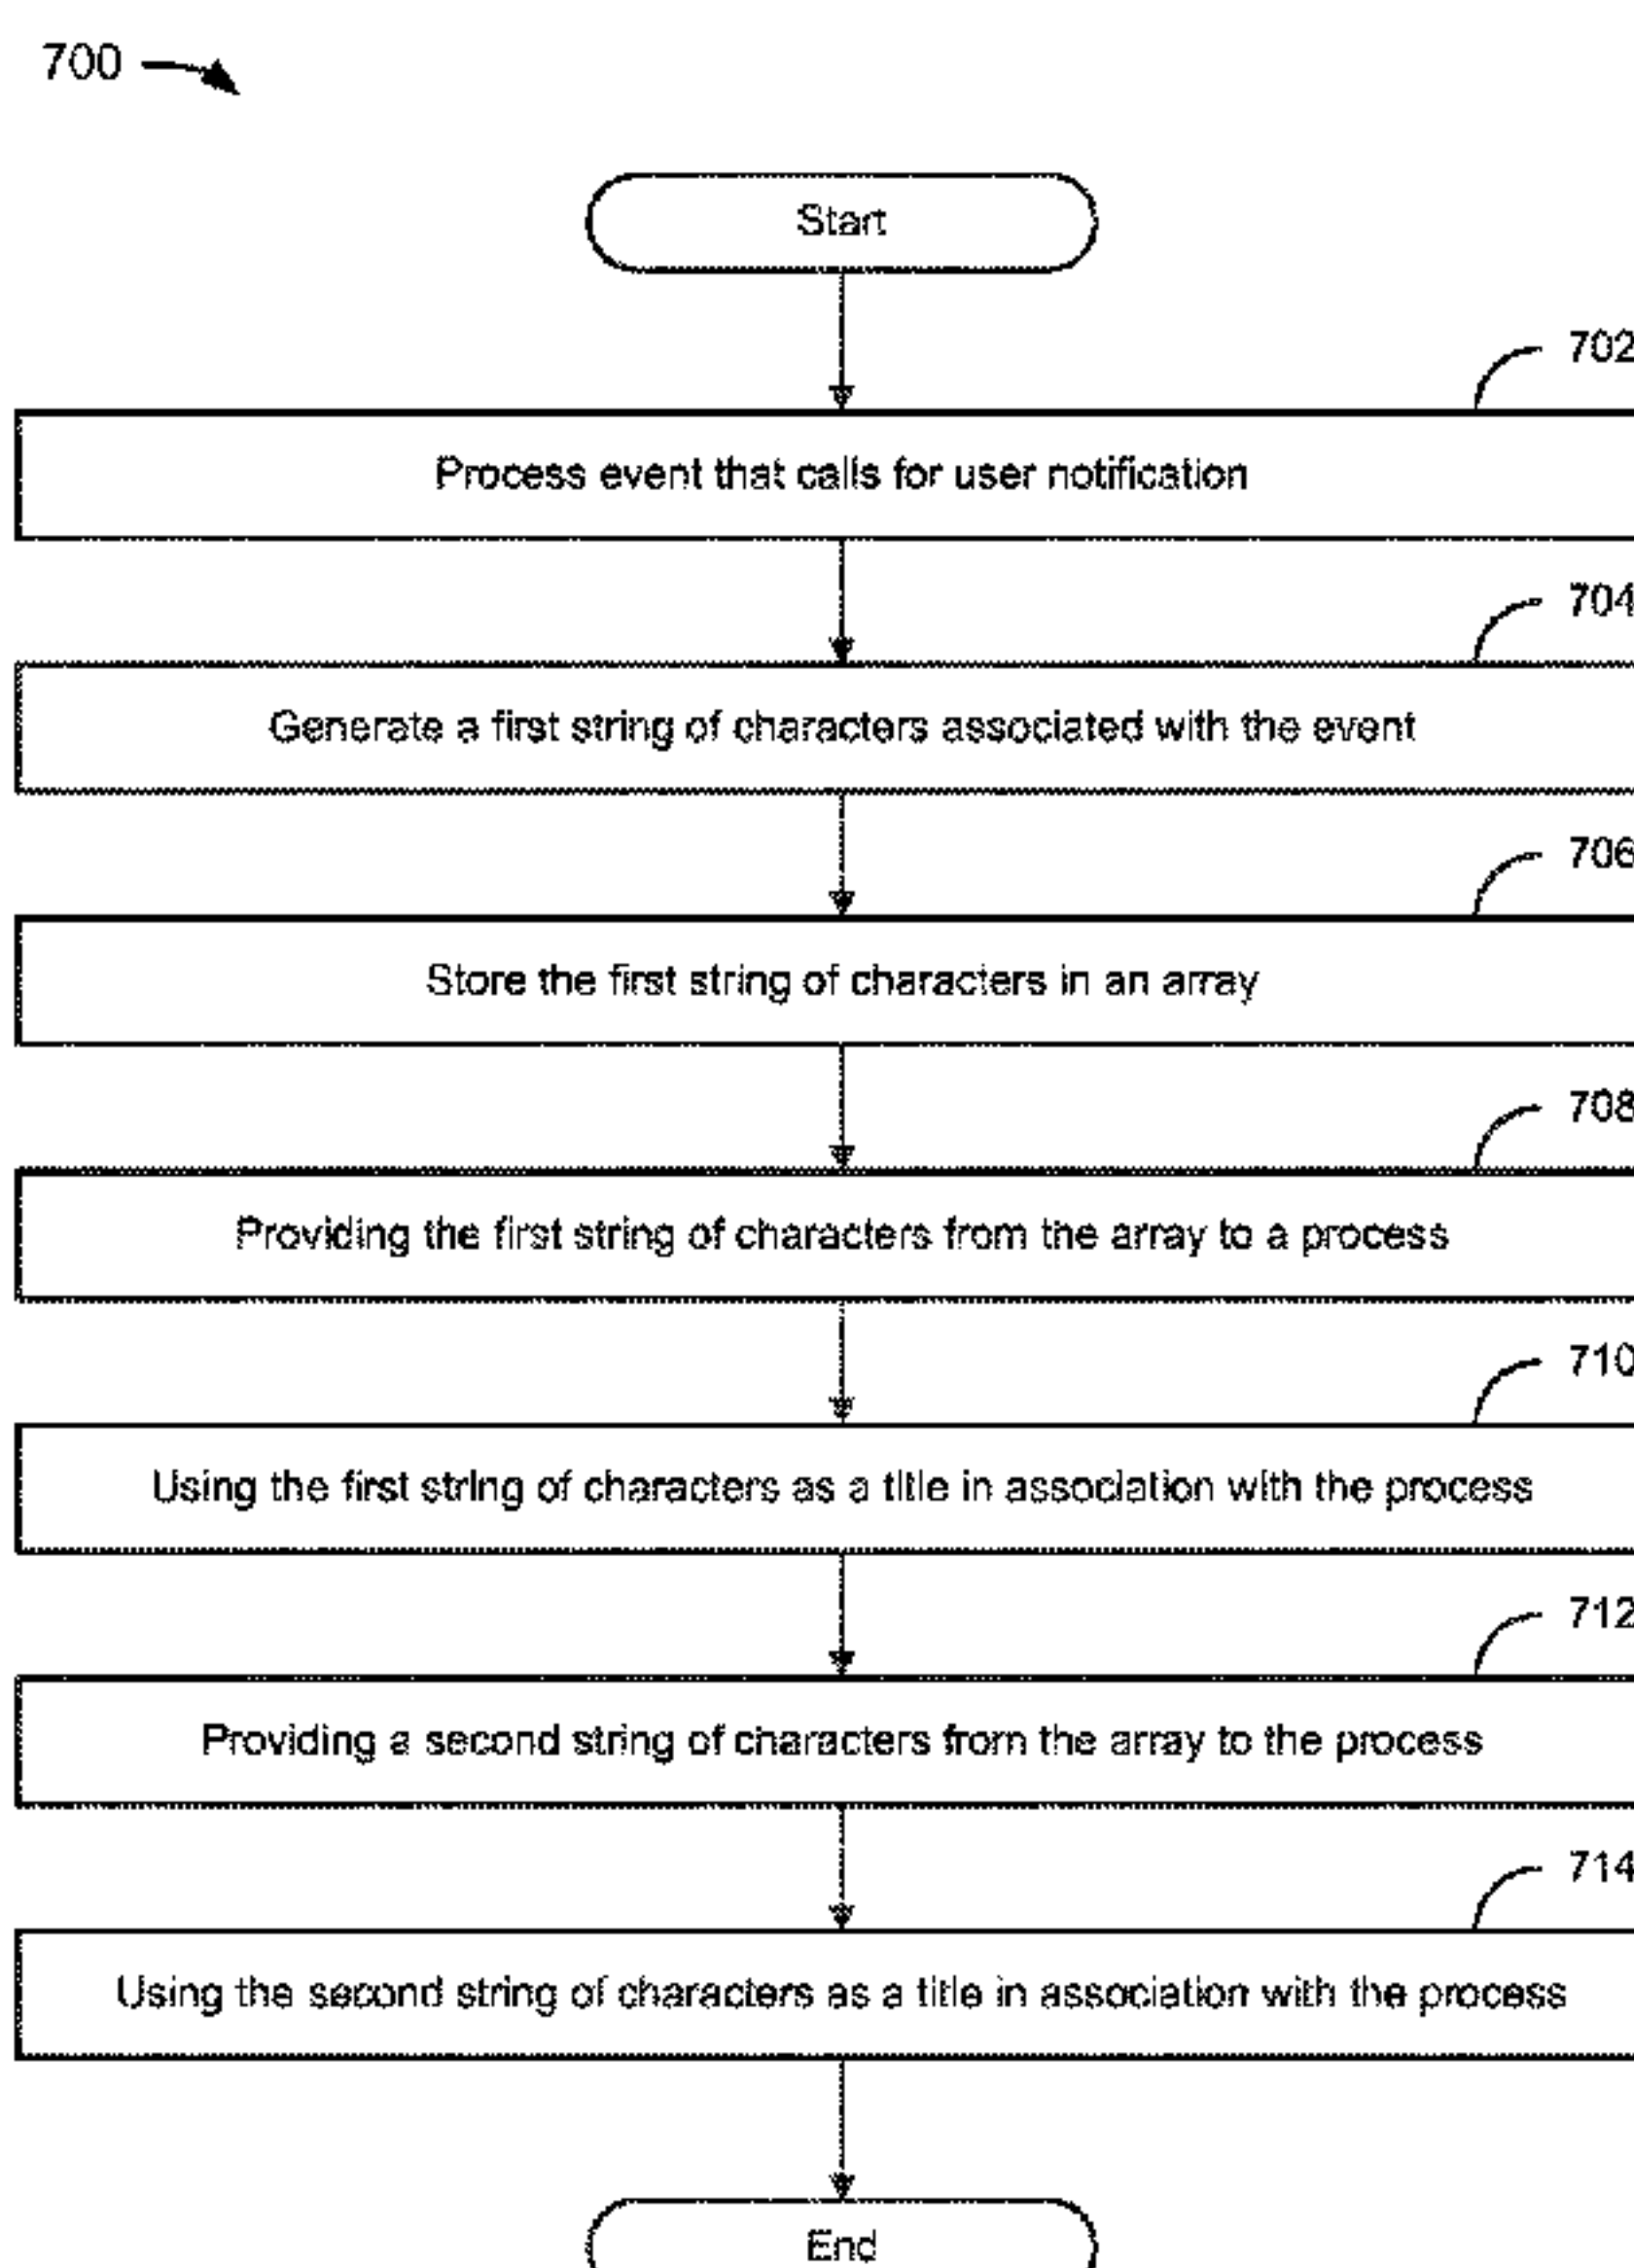 700
Start
702
Process event that calls for user notification
704
Generate a first string of characters associated with the event
706
Store the first string of characters in an array
708
Providing the first string of characters from the array to a process
710
Using the first string of characters as a title in association with the process
712
Providing a second string of characters from the array to the process
714
Using the second string of characters as a title in association with the process
End